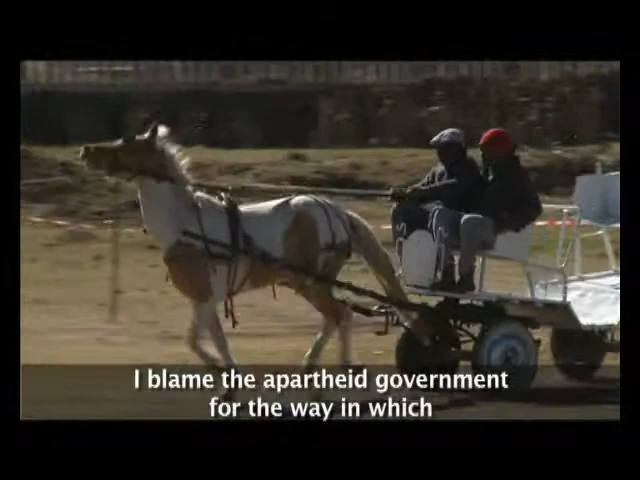 I blame the apartheid government
for the way in which